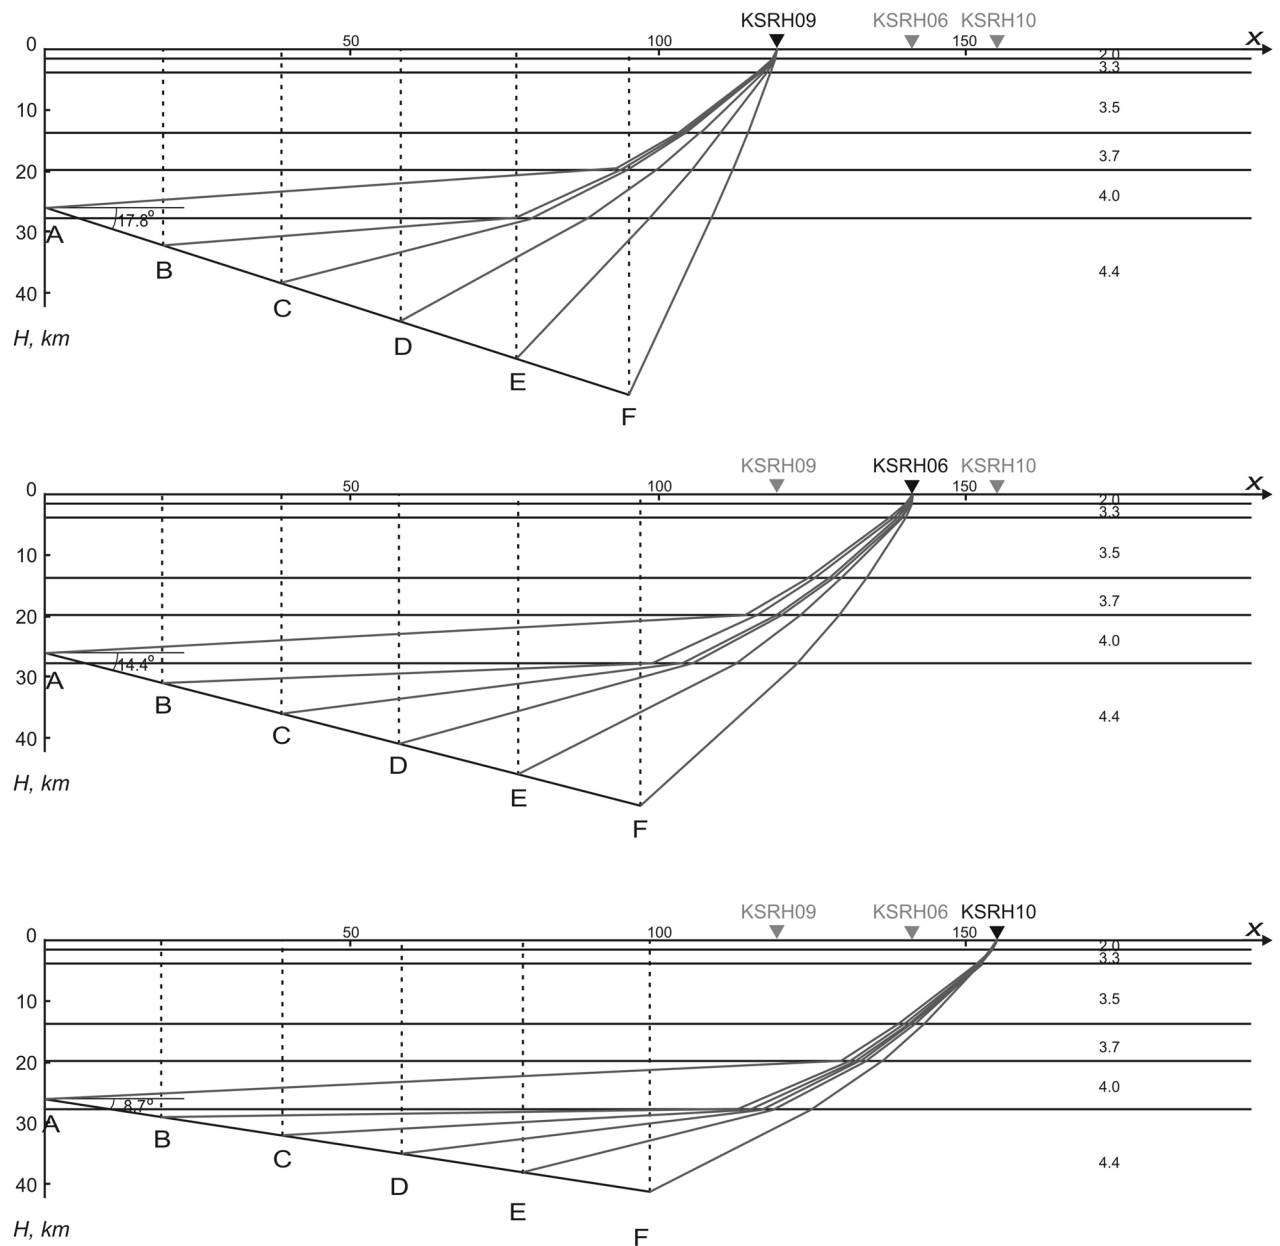 KSRH09 KSRH06 KSRH10
0 50 100 150 x
2.0
3.3
10 3.5
3.7
20
4.0
17.8°
30
A
B 4.4
40 C
H, km D
E
F
KSRH09 KSRH06 KSRH10
0 50 100 150 x
2.0
3.3
10 3.5
3.7
20
4.0
14.4°
30
A
B 4.4
40 C
D
H, km E
F
KSRH09 KSRH06 KSRH10
0 50 100 150 x
2.0
3.3
10 3.5
3.7
20
4.0
8.7°
30
A
B
C 4.4
40 D
E
H, km F